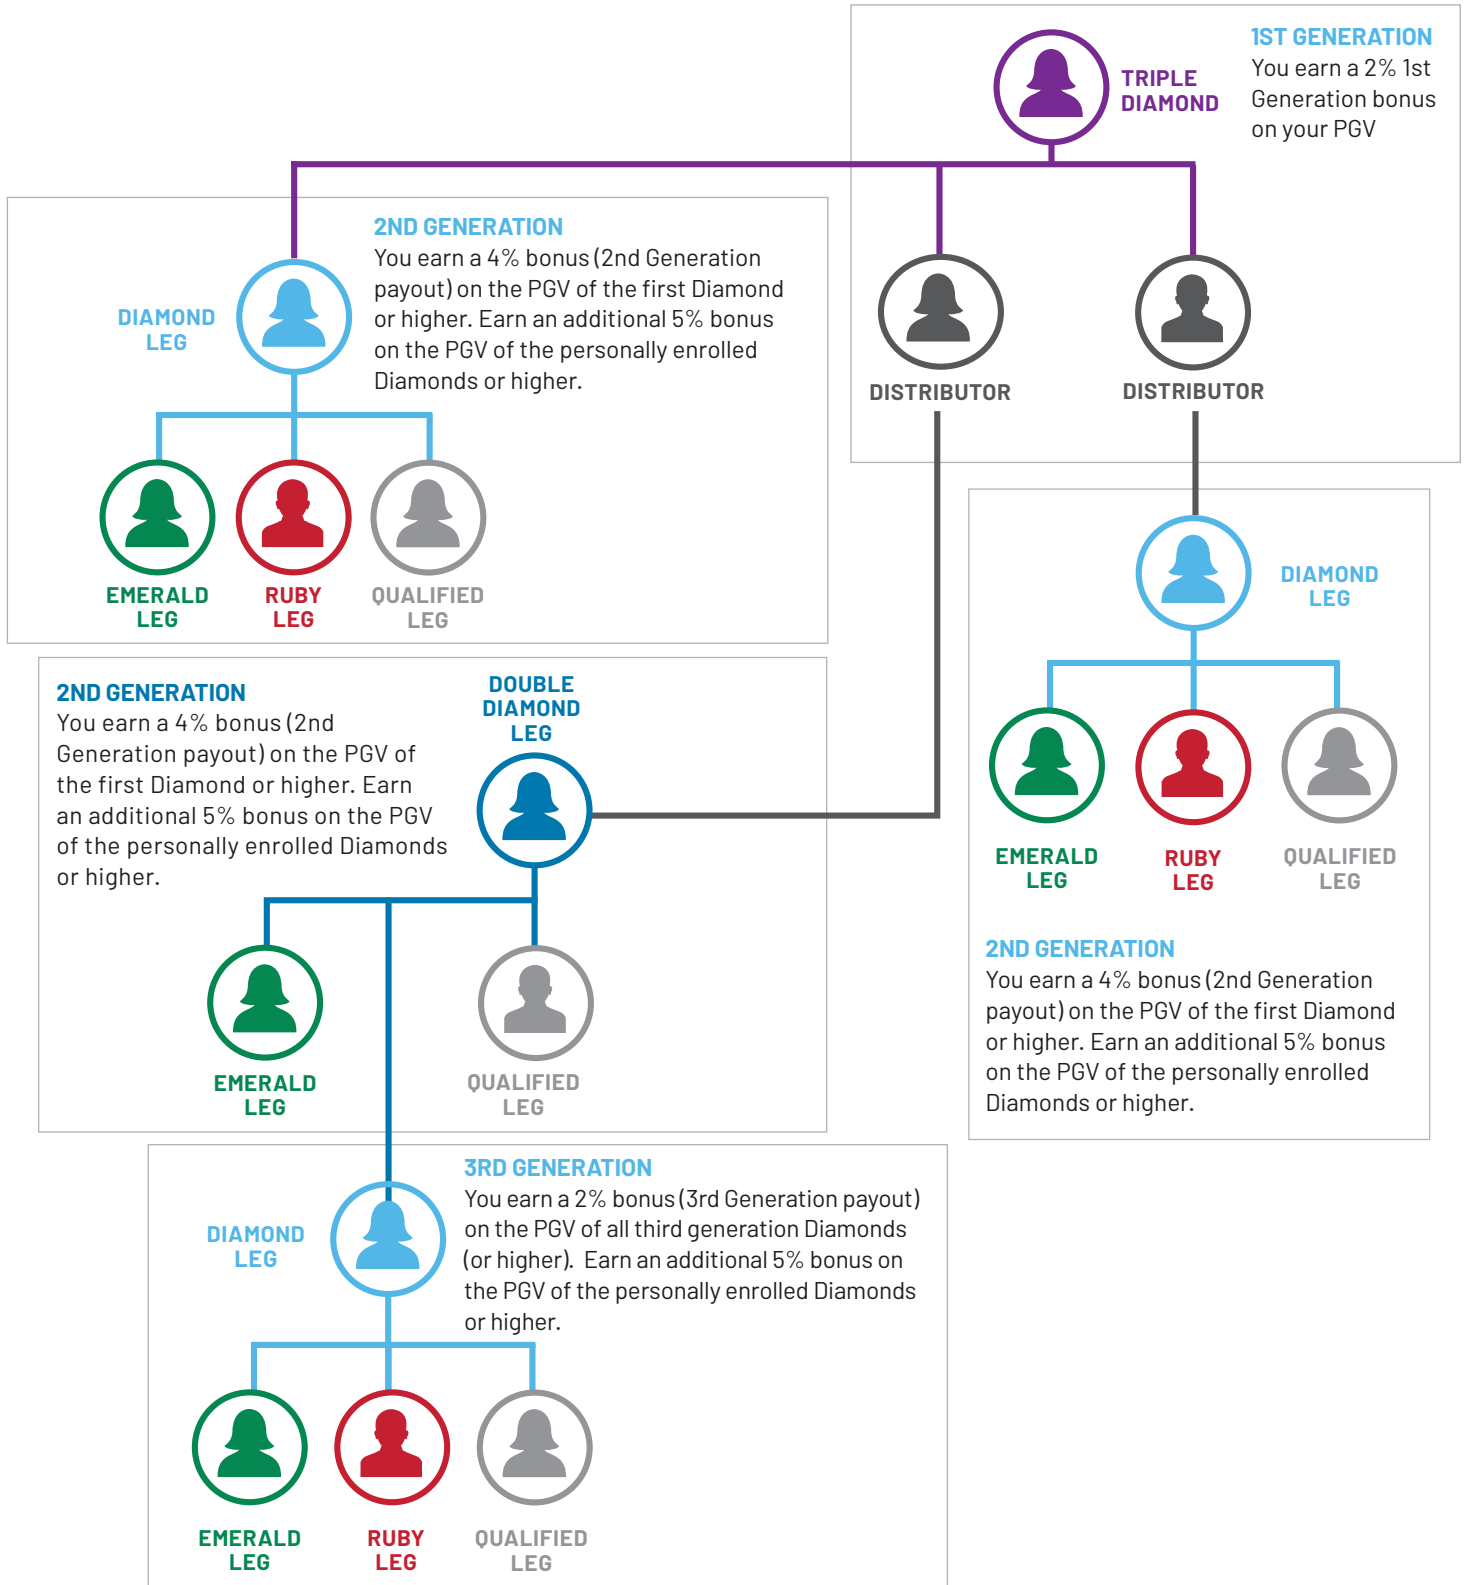 TRIPLE
DIAMOND
1ST GENERATION
You earn a 2% 1st
Generation bonus
on your PGV
2ND GENERATION
You earn a 4% bonus (2nd Generation
payout) on the PGV of the first Diamond
or higher. Earn an additional 5% bonus
on the PGV of the personally enrolled
Diamonds or higher.
DIAMOND
LEG
DISTRIBUTOR
DISTRIBUTOR
EMERALD
LEG
RUBY
LEG
QUALIFIED
LEG
DIAMOND
LEG
2ND GENERATION
You earn a 4% bonus (2nd
Generation payout) on the PGV of
the first Diamond or higher. Earn
an additional 5% bonus on the PGV
of the personally enrolled Diamonds
or higher.
DOUBLE
DIAMOND
LEG
EMERALD
LEG
RUBY
LEG
QUALIFIED
LEG
2ND GENERATION
You earn a 4% bonus (2nd Generation
payout) on the PGV of the first Diamond
or higher. Earn an additional 5% bonus
on the PGV of the personally enrolled
Diamonds or higher.
EMERALD
LEG
QUALIFIED
LEG
3RD GENERATION
You earn a 2% bonus (3rd Generation payout)
on the PGV of all third generation Diamonds
(or higher). Earn an additional 5% bonus on
the PGV of the personally enrolled Diamonds
or higher.
DIAMOND
LEG
EMERALD
LEG
RUBY
LEG
QUALIFIED
LEG